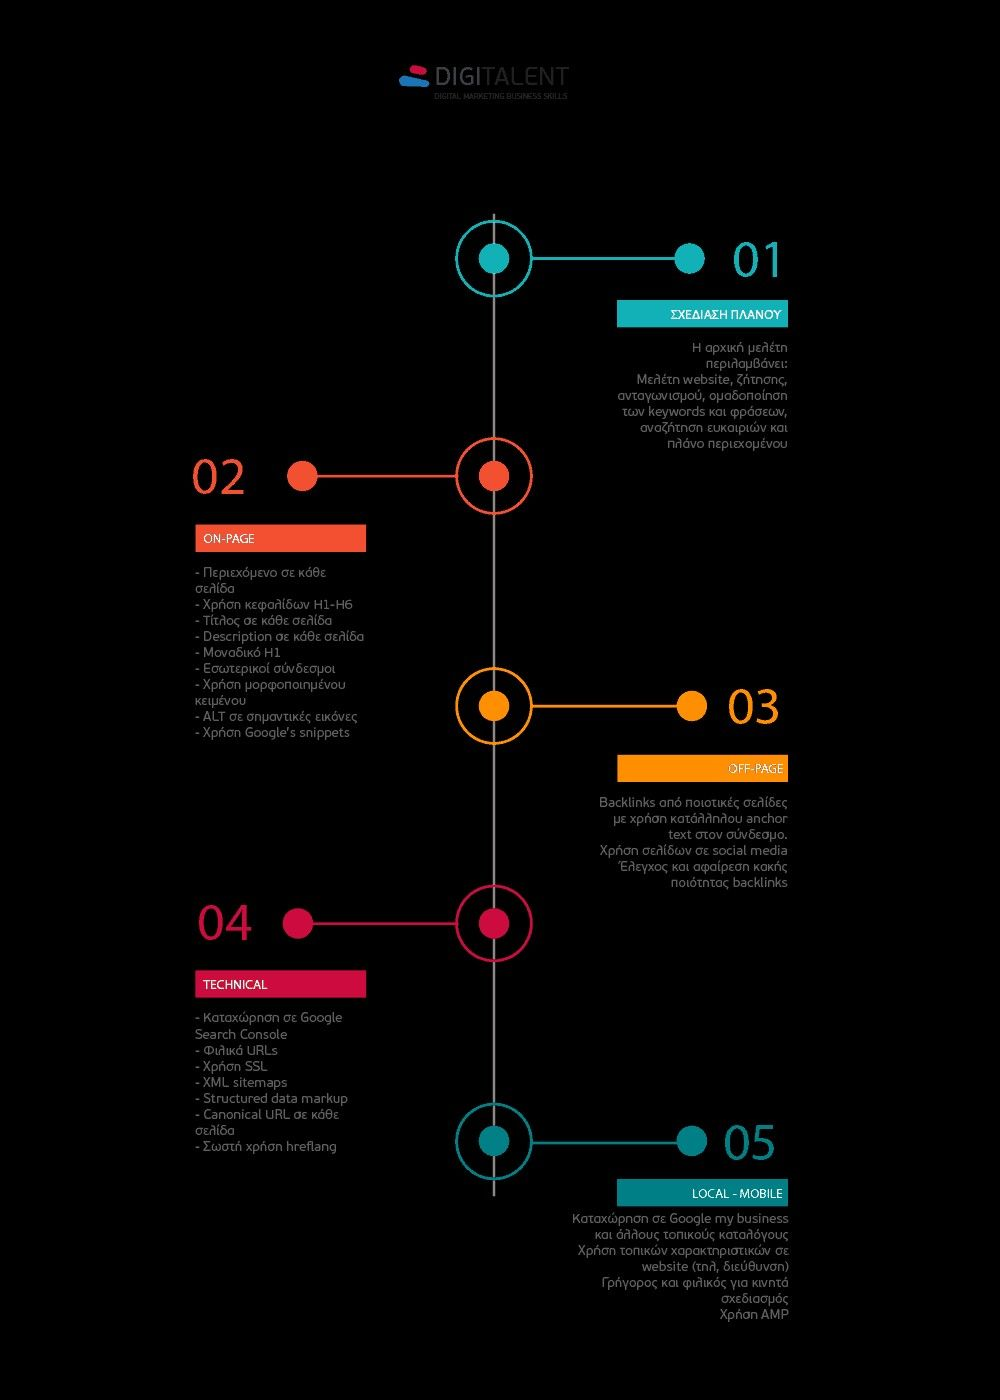 DIGITALENT
DIGITAL MARKETING BUSINESS SKILLS
01
ΣΧΕΔΙΑΣΗ ΠΛΑΝΟΥ
Η αρχική μελέτη
περιλαμβάνει:
Μελέτη website, ζήτησης,
ανταγωνισμού, ομαδοποίηση
των keywords και φράσεων,
αναζήτηση ευκαιριών και
πλάνο περιεχομένου
02
ON-PAGE
- Περιεχόμενο σε κάθε
σελίδα
- Χρήση κεφαλίδων H1-H6
- Τίτλος σε κάθε σελίδα
- Description σε κάθε σελίδα
- Μοναδικό H1
- Εσωτερικοί σύνδεσμοι
- Χρήση μορφοποιημένου
κειμένου
- ALT σε σημαντικές εικόνες
- Χρήση Google's snippets
03
OFF-PAGE
Backlinks από ποιοτικές σελίδες
με χρήση κατάλληλου anchor
text στον σύνδεσμο.
Χρήση σελίδων σε social media
Έλεγχος και αφαίρεση κακής
ποιότητας backlinks
04
TECHNICAL
- Καταχώρηση σε Google
Search Console
- Φιλικά URLs
- Χρήση SSL
- XML sitemaps
- Structured data markup
- Canonical URL σε κάθε
σελίδα
- Σωστή χρήση hreflang
05
LOCAL - MOBILE
Καταχώρηση σε Google my business
και άλλους τοπικούς καταλόγους
Χρήση τοπικών χαρακτηριστικών σε
website (τηλ, διεύθυνση)
Γρήγορος και φιλικός για κινητά
σχεδιασμός
Χρήση AMP